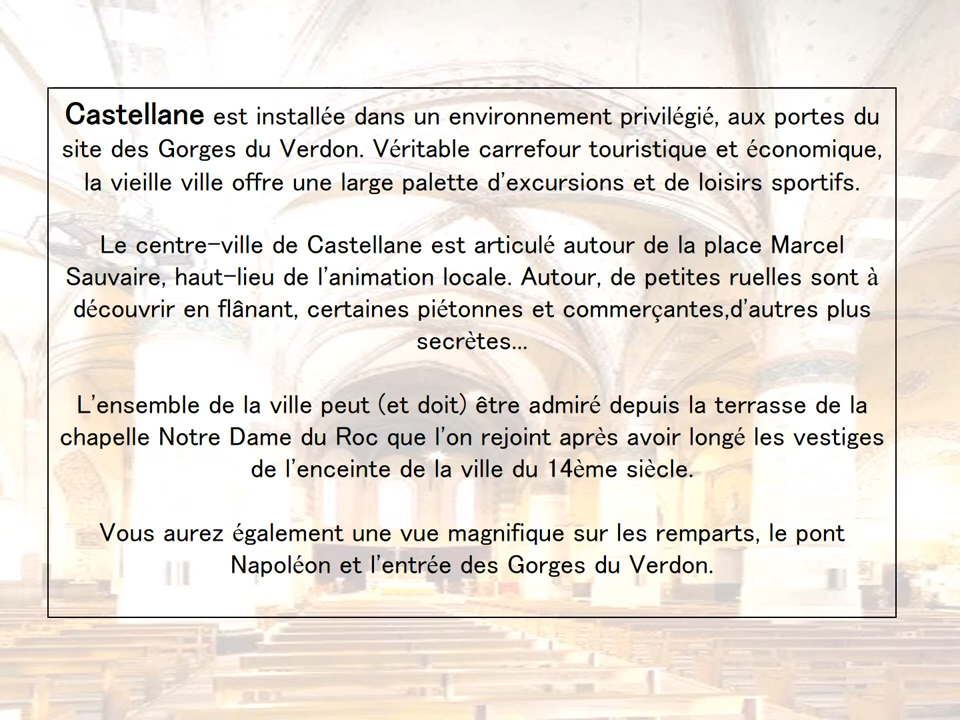 Castellane est installée dans un environnement privilégié, aux portes du
site des Gorges du Verdon. Véritable carrefour touristique et économique,
la vieille ville offre une large palette d'excursions et de loisirs sportifs.
Le centre-ville de Castellane est articulé autour de la place Marcel
Sauvaire, haut-lieu de l'animation locale. Autour, de petites ruelles sont à
découvrir en flânant, certaines piétonnes et commerçantes,d'autres plus
secrètes...
L'ensemble de la ville peut (et doit) être admiré depuis la terrasse de la
chapelle Notre Dame du Roc que l'on rejoint après avoir longé les vestiges
de l'enceinte de la ville du 14ème siècle.
Vous aurez également une vue magnifique sur les remparts, le pont
Napoléon et l'entrée des Gorges du Verdon.